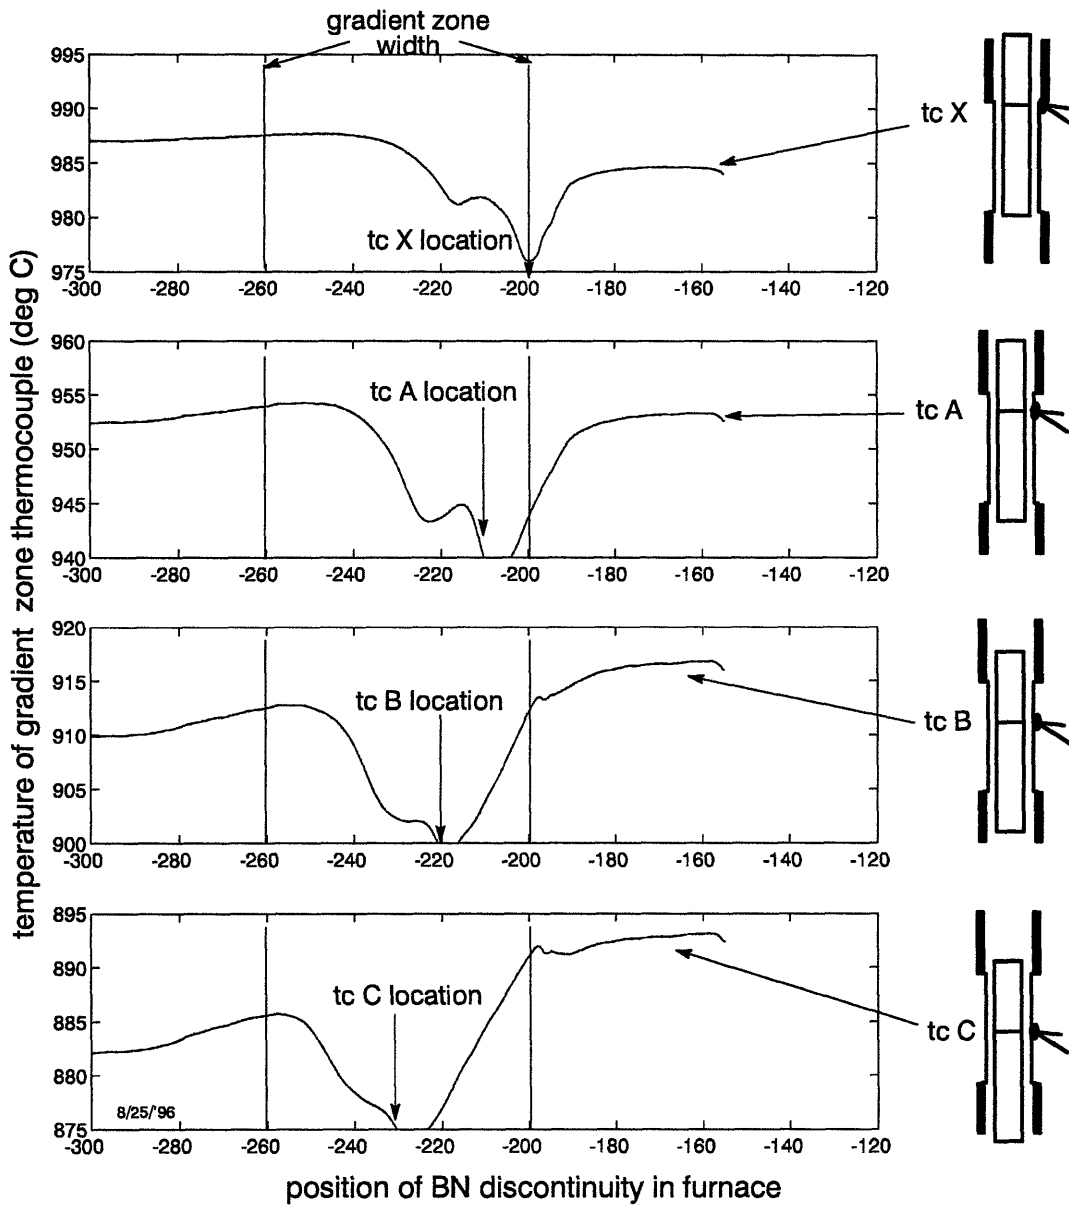 gradient zone
width
995
990
985
980
975
tc X location
tc X
-300 -280 -260 -240 -220 -200 -180 -160 -140 -120
960
955
950
945
940
tc A location
tc A
-300 -280 -260 -240 -220 -200 -180 -160 -140 -120
920
915
910
905
900
tc B location
tc B
-300 -280 -260 -240 -220 -200 -180 -160 -140 -120
895
890
885
880
875
tc C location
tc C
8/25/'96
-300 -280 -260 -240 -220 -200 -180 -160 -140 -120
temperature of gradient zone thermocouple (deg C)
position of BN discontinuity in furnace